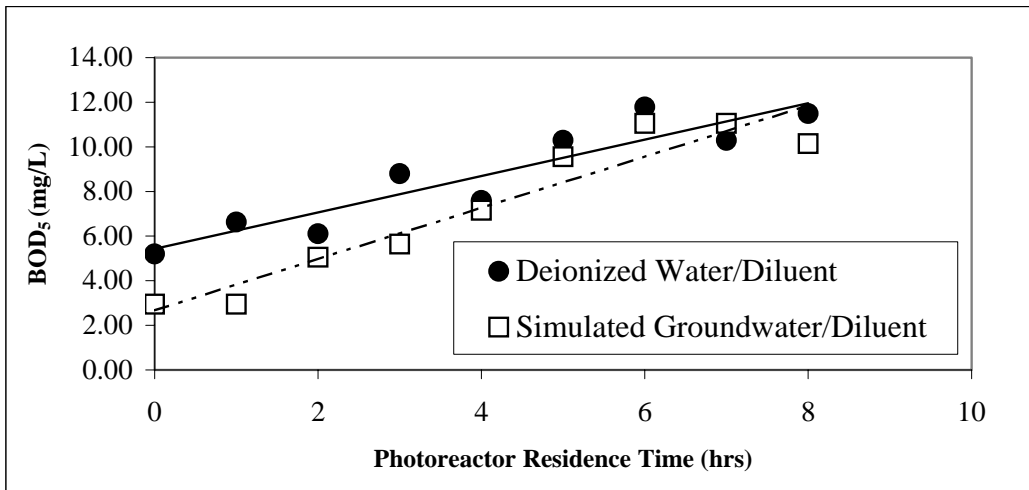 14.00
12.00
10.00
8.00
6.00
4.00
2.00
0.00
BOD₅ (mg/L)
Deionized Water/Diluent
Simulated Groundwater/Diluent
0 2 4 6 8 10
Photoreactor Residence Time (hrs)